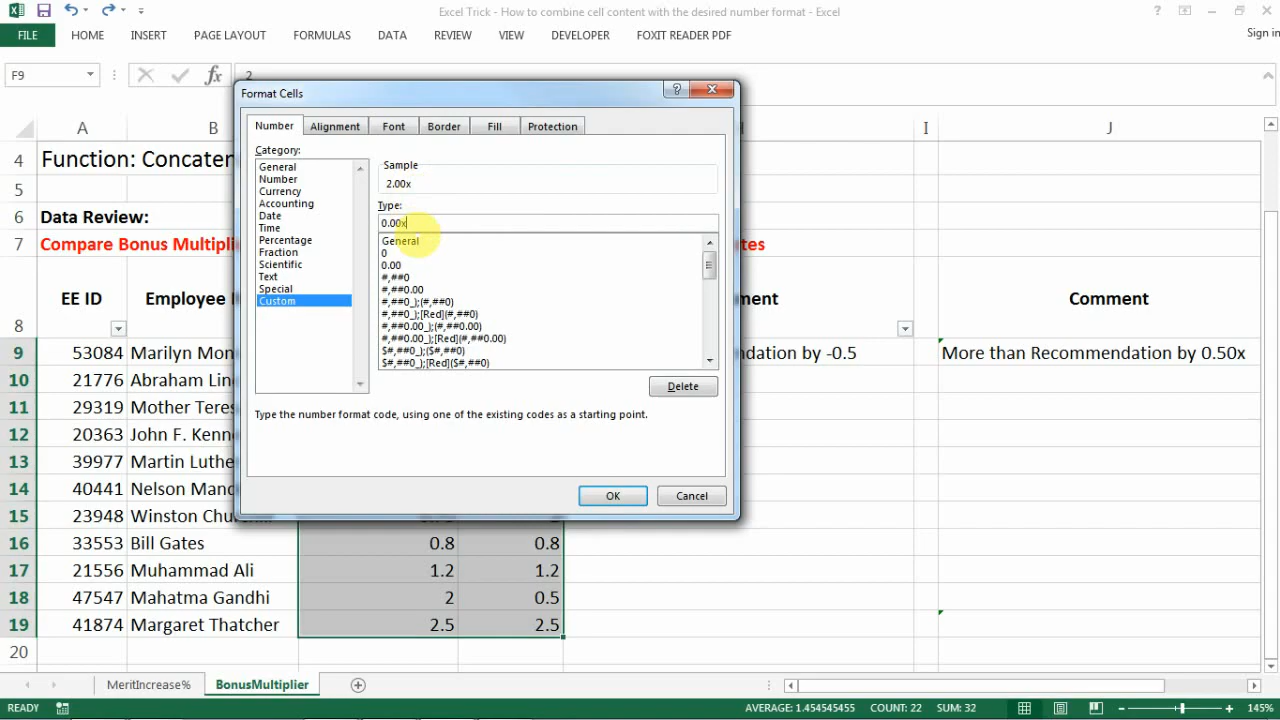 Excel Trick - How to combine cell content with the desired number format - Excel
FILE HOME INSERT PAGE LAYOUT FORMULAS DATA REVIEW VIEW DEVELOPER FOXIT READER PDF Sign in
F9 fx 2
Format Cells
Number Alignment Font Border Fill Protection
Category:
General
Number
Currency
Accounting
Date
Time
Percentage
Fraction
Scientific
Text
Special
Custom
Sample
2.00x
Type:
0.00x
General
0
0.00
#,##0
#,##0.00
#,##0_);(#,##0)
#,##0_);[Red](#,##0)
#,##0.00_);(#,##0.00)
#,##0.00_);[Red](#,##0.00)
$#,##0_);($#,##0)
$#,##0_);[Red]($#,##0)
Delete
Type the number format code, using one of the existing codes as a starting point.
OK Cancel
A B I J
4 Function: Concaten
5
6 Data Review:
7 Compare Bonus Multipli tes
8 EE ID Employee ment Comment
9 53084 Marilyn Mon dation by -0.5 More than Recommendation by 0.50x
10 21776 Abraham Linc
11 29319 Mother Teres
12 20363 John F. Kenne
13 39977 Martin Luthe
14 40441 Nelson Mand
15 23948 Winston Churchill
16 33553 Bill Gates 0.8 0.8
17 21556 Muhammad Ali 1.2 1.2
18 47547 Mahatma Gandhi 2 0.5
19 41874 Margaret Thatcher 2.5 2.5
20
MeritIncrease% BonusMultiplier
READY AVERAGE: 1.454545455 COUNT: 22 SUM: 32 145%